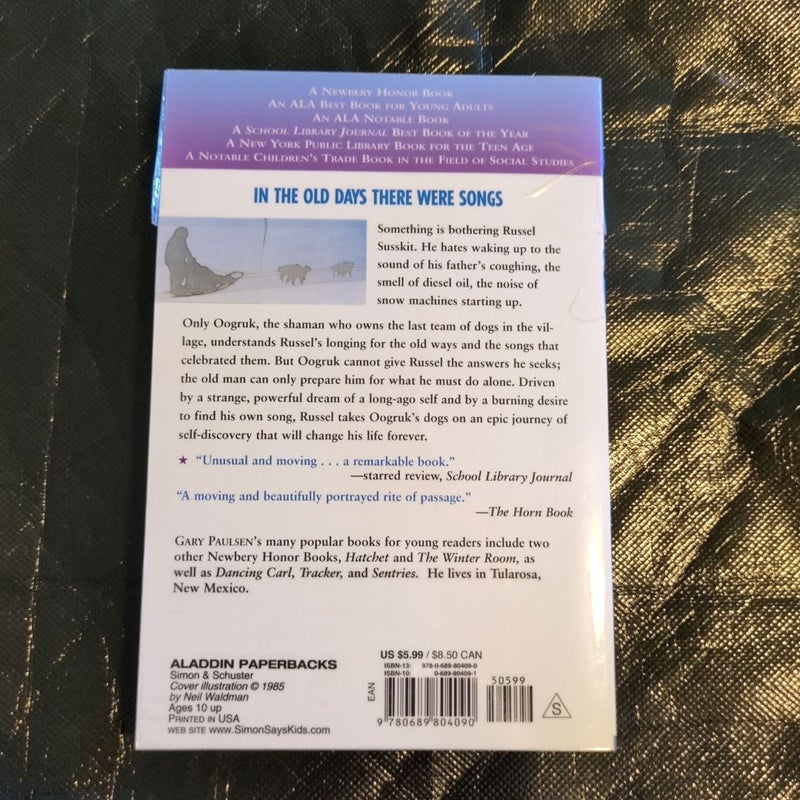 A Newbery Honor Book
An ALA Best Book for Young Adults
An ALA Notable Book
A School Library Journal Best Book of the Year
A New York Public Library Book for the Teen Age
A Notable Children's Trade Book in the Field of Social Studies
IN THE OLD DAYS THERE WERE SONGS
Something is bothering Russel
Susskit. He hates waking up to the
sound of his father's coughing, the
smell of diesel oil, the noise of
snow machines starting up.
Only Oogruk, the shaman who owns the last team of dogs in the vil-
lage, understands Russel's longing for the old ways and the songs that
celebrated them. But Oogruk cannot give Russel the answers he seeks;
the old man can only prepare him for what he must do alone. Driven
by a strange, powerful dream of a long-ago self and by a burning desire
to find his own song, Russel takes Oogruk's dogs on an epic journey of
self-discovery that will change his life forever.
★ "Unusual and moving . . . a remarkable book."
—starred review, School Library Journal
"A moving and beautifully portrayed rite of passage."
—The Horn Book
Gary Paulsen's many popular books for young readers include two
other Newbery Honor Books, Hatchet and The Winter Room, as
well as Dancing Carl, Tracker, and Sentries. He lives in Tularosa,
New Mexico.
ALADDIN PAPERBACKS
Simon & Schuster
Cover illustration © 1985
by Neil Waldman
Ages 10 up
Printed in USA
WEB SITE www.SimonSaysKids.com
US $5.99 / $8.50 CAN
ISBN-13: 978-0-689-80409-0
ISBN-10: 0-689-80409-1
EAN
50599
9 780689 804090
S